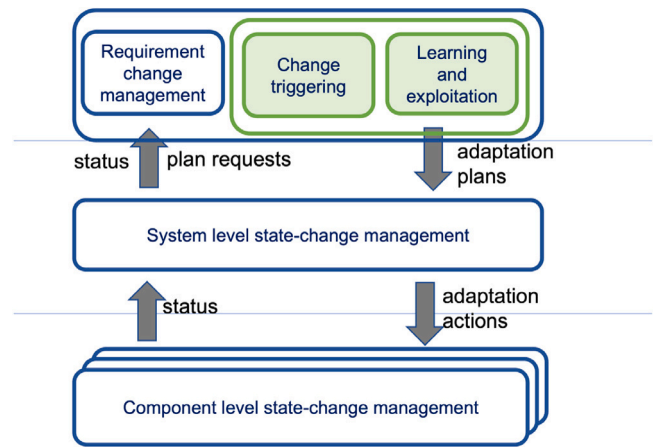 Requirement
change
management
Change
triggering
Learning
and
exploitation
status
plan requests
adaptation
plans
System level state-change management
status
adaptation
actions
Component level state-change management